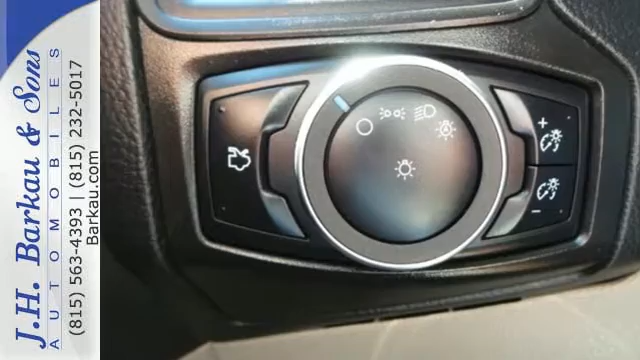 J.H. Barkau & Sons
AUTOMOBILES
(815) 563-4393 | (815) 232-5017
Barkau.com